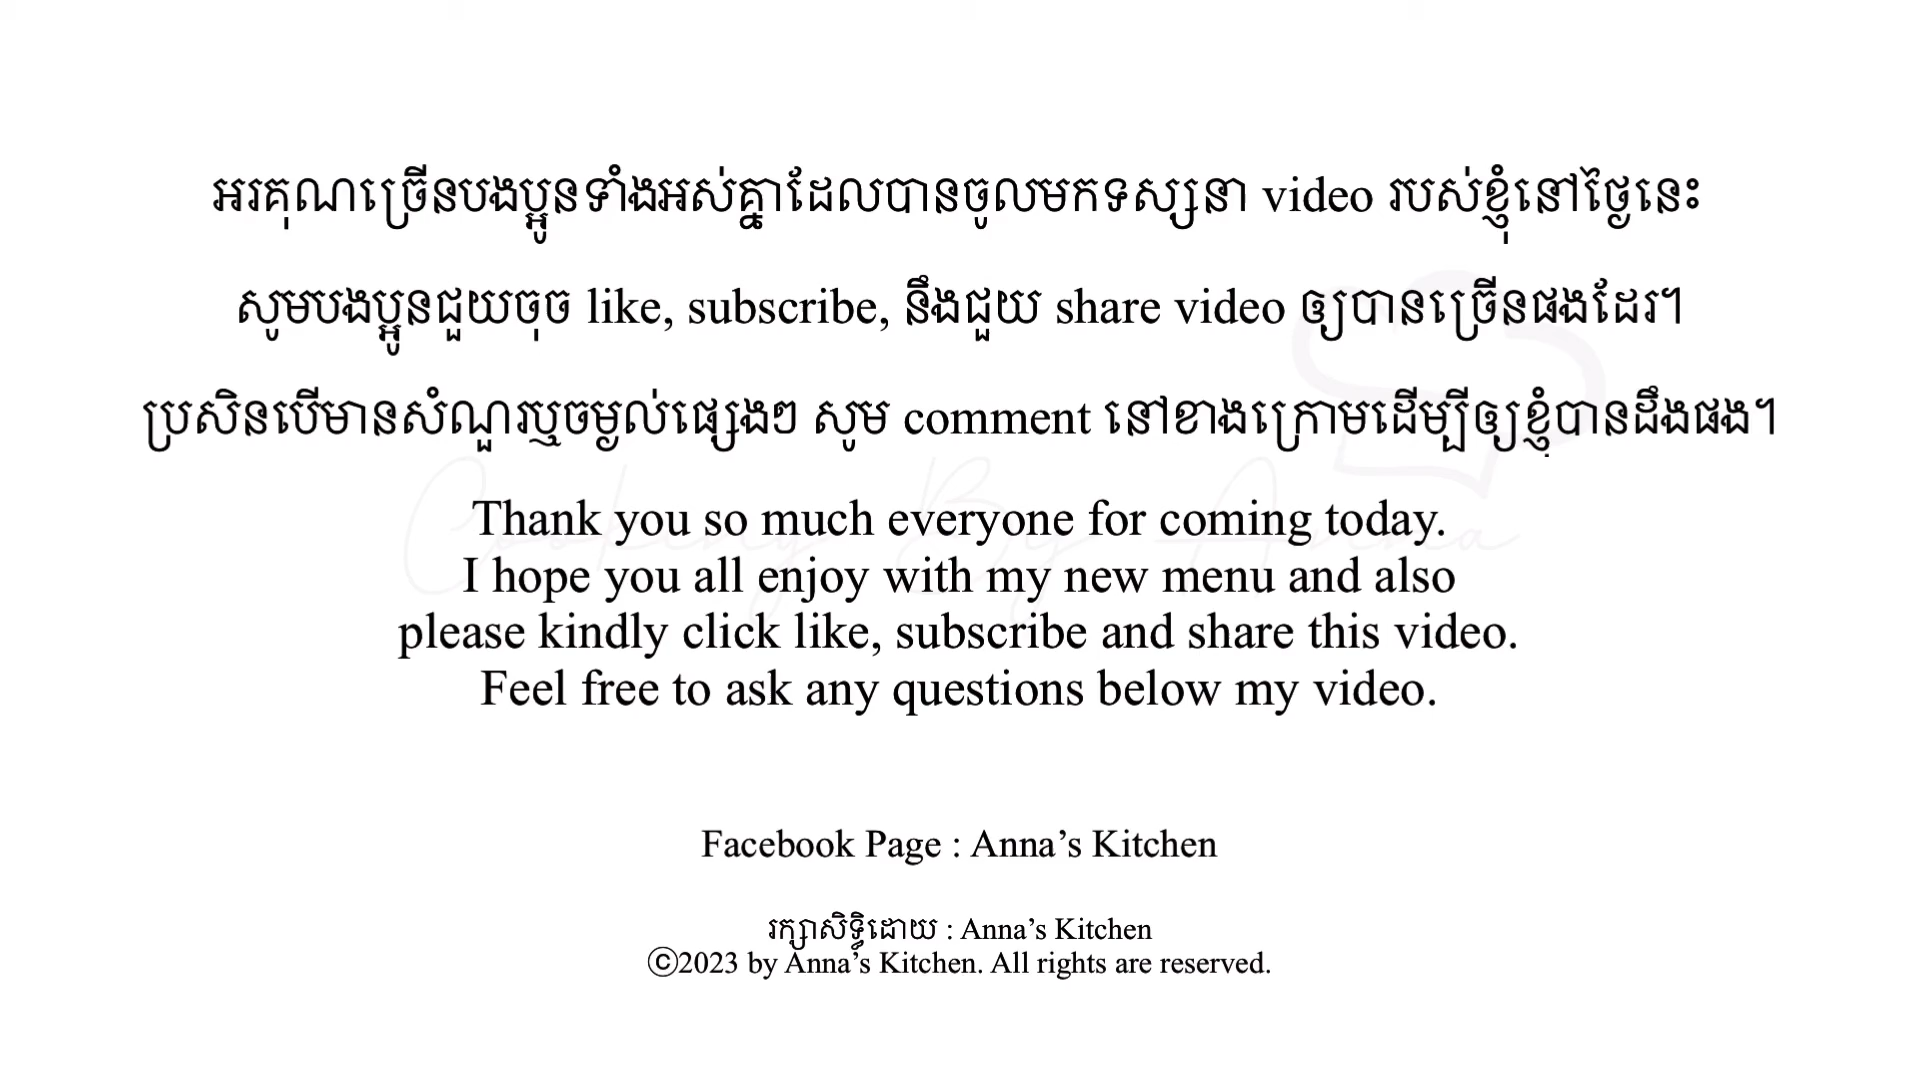 អរគុណច្រើនបងប្អូនទាំងអស់គ្នាដែលបានចូលមកទស្សនា video របស់ខ្ញុំនៅថ្ងៃនេះ
សូមបងប្អូនជួយចុច like, subscribe, នឹងជួយ share video ឲ្យបានច្រើនផងដែរ។
ប្រសិនបើមានសំណួរឬចម្ងល់ផ្សេងៗ សូម comment នៅខាងក្រោមដើម្បីឲ្យខ្ញុំបានដឹងផង។
Cooking By Anna
Thank you so much everyone for coming today.
I hope you all enjoy with my new menu and also
please kindly click like, subscribe and share this video.
Feel free to ask any questions below my video.
Facebook Page : Anna’s Kitchen
រក្សាសិទ្ធិដោយ : Anna’s Kitchen
©2023 by Anna’s Kitchen. All rights are reserved.